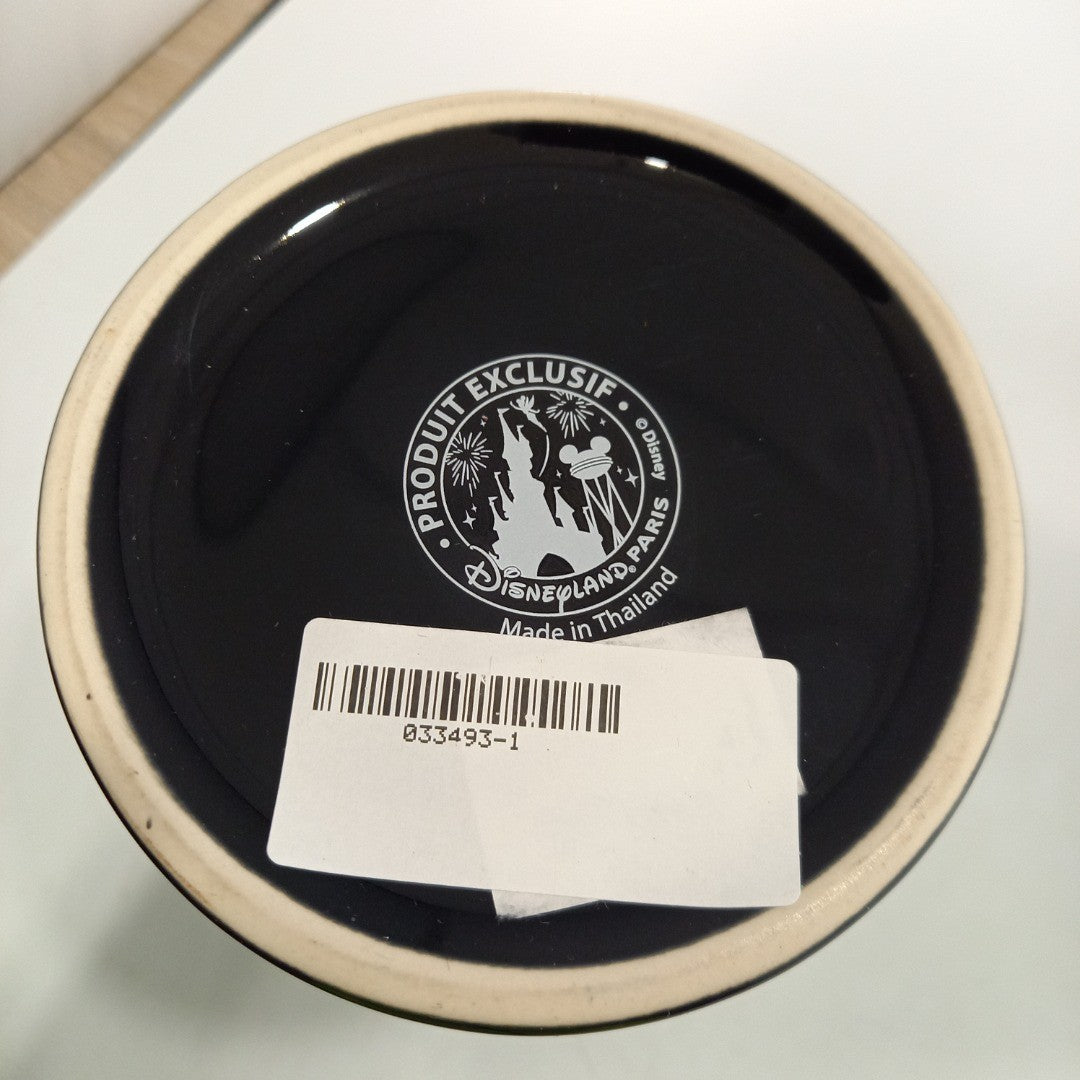 • PRODUIT EXCLUSIF •
©Disney
DISNEYLAND® PARIS
Made in Thailand
033493-1